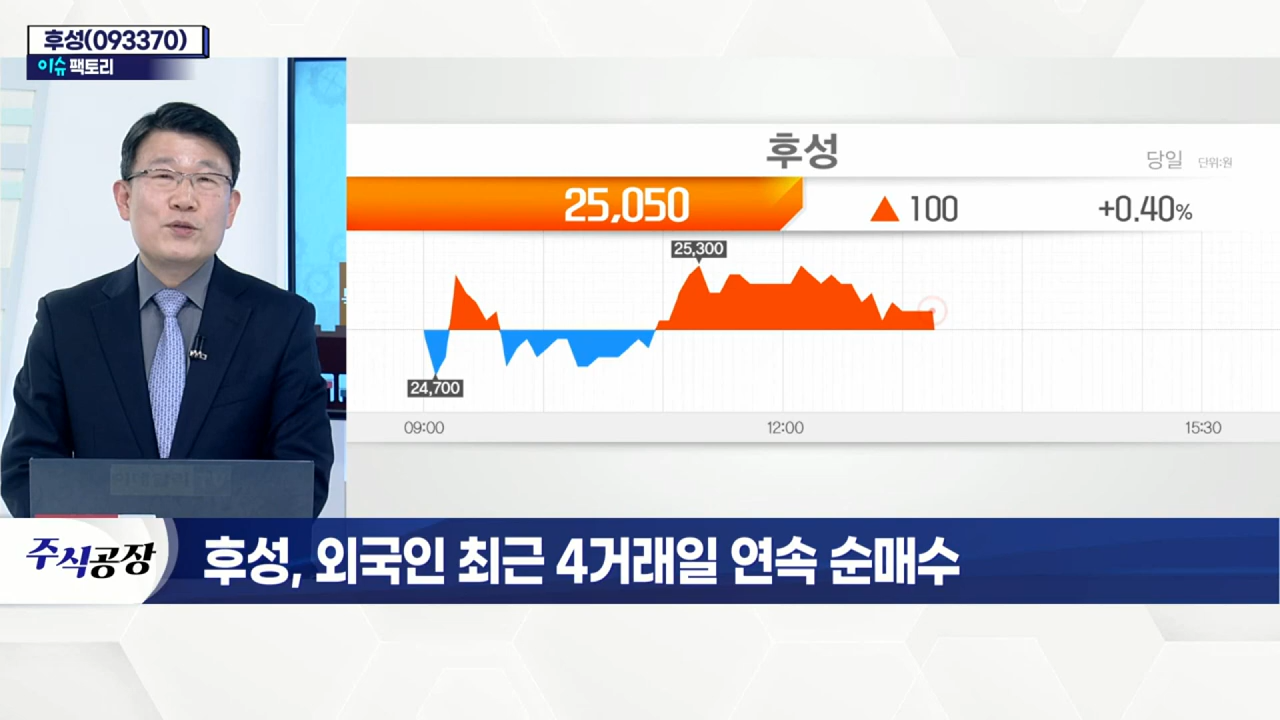 후성(093370)
이슈 팩토리
후성
당일 단위:원
25,050 ▲ 100 +0.40%
25,300
24,700
09:00 12:00 15:30
주식공장
후성, 외국인 최근 4거래일 연속 순매수